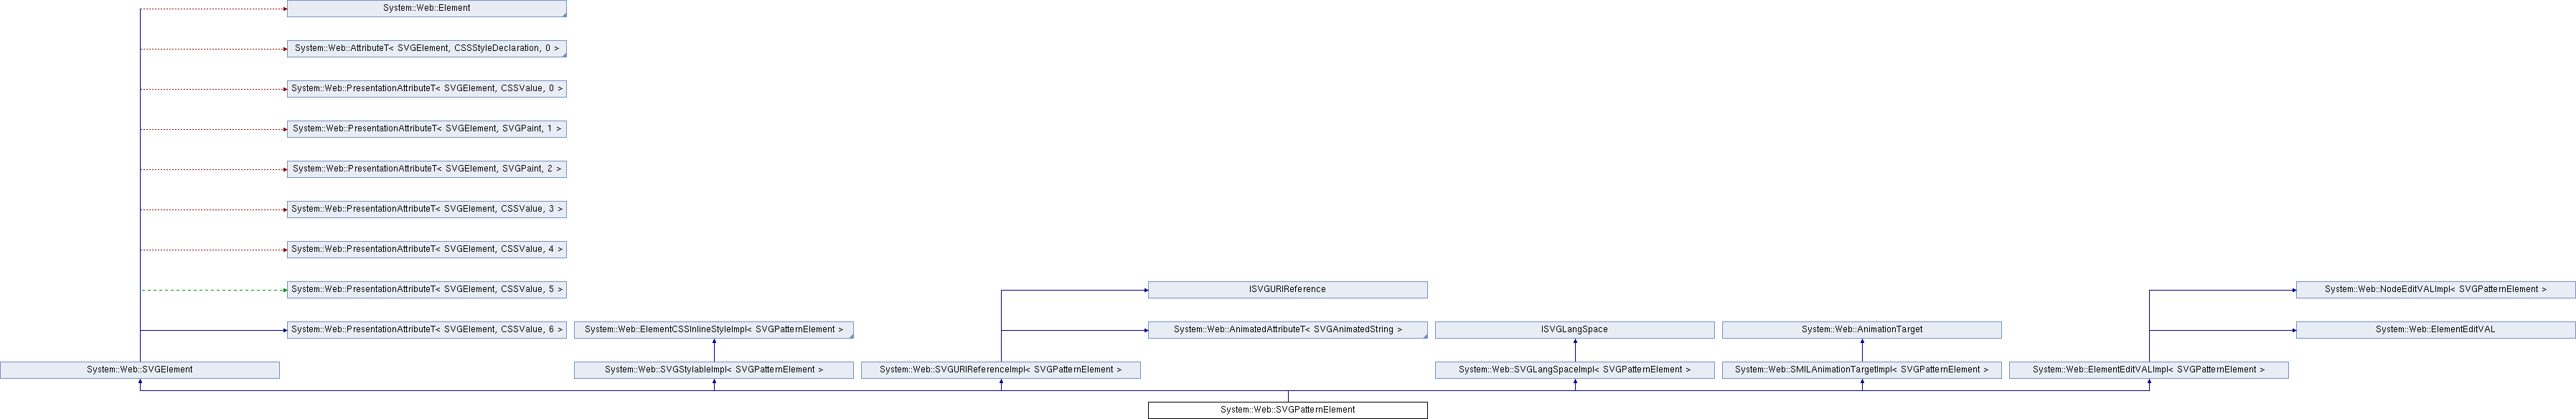 System::Web::Element
System::Web::AttributeT< SVGElement, CSSStyleDeclaration, 0 >
System::Web::PresentationAttributeT< SVGElement, CSSValue, 0 >
System::Web::PresentationAttributeT< SVGElement, SVGPaint, 1 >
System::Web::PresentationAttributeT< SVGElement, SVGPaint, 2 >
System::Web::PresentationAttributeT< SVGElement, CSSValue, 3 >
System::Web::PresentationAttributeT< SVGElement, CSSValue, 4 >
System::Web::PresentationAttributeT< SVGElement, CSSValue, 5 >
ISVGURIReference
System::Web::NodeEditVALImpl< SVGPatternElement >
System::Web::PresentationAttributeT< SVGElement, CSSValue, 6 >
System::Web::ElementCSSInlineStyleImpl< SVGPatternElement >
System::Web::AnimatedAttributeT< SVGAnimatedString >
ISVGLangSpace
System::Web::AnimationTarget
System::Web::ElementEditVAL
System::Web::SVGElement
System::Web::SVGStylableImpl< SVGPatternElement >
System::Web::SVGURIReferenceImpl< SVGPatternElement >
System::Web::SVGLangSpaceImpl< SVGPatternElement >
System::Web::SMILAnimationTargetImpl< SVGPatternElement >
System::Web::ElementEditVALImpl< SVGPatternElement >
System::Web::SVGPatternElement